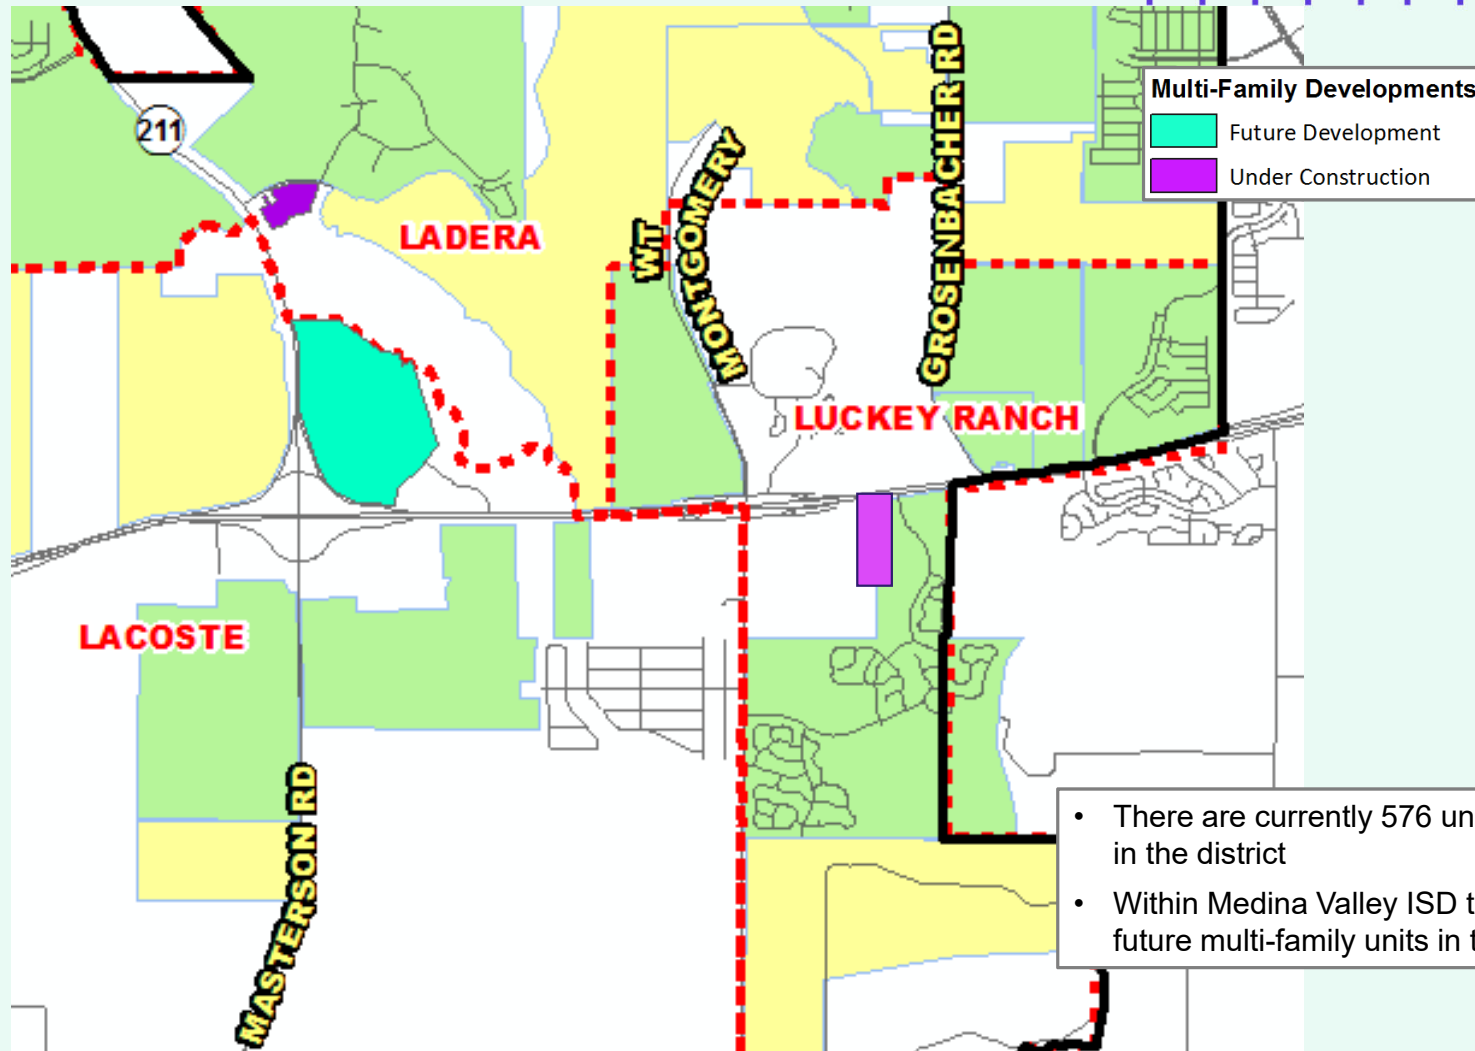 211
Multi-Family Developments
Future Development
Under Construction
GROSENBACHER RD
WT
MONTGOMERY
LADERA
LUCKEY RANCH
LACOSTE
MASTERSON RD
• There are currently 576 un
in the district
• Within Medina Valley ISD t
future multi-family units in t